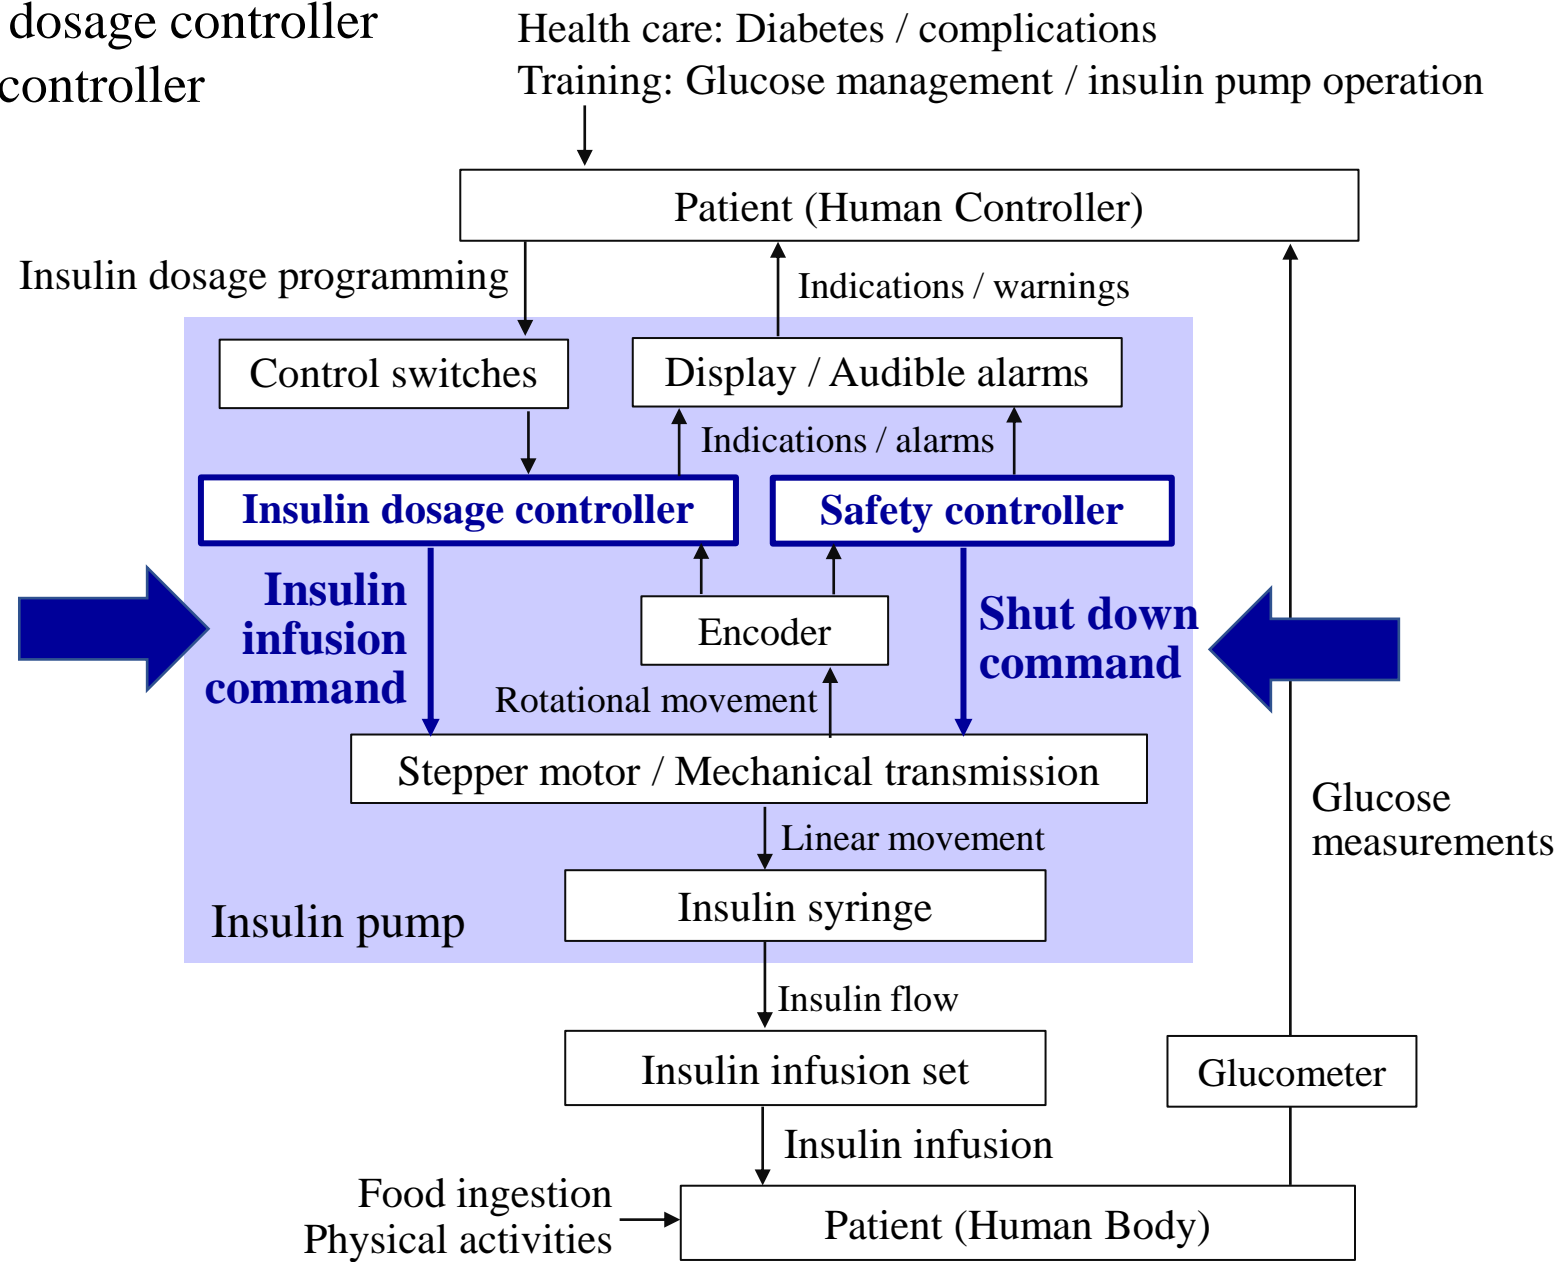 dosage controller
controller
Health care: Diabetes / complications
Training: Glucose management / insulin pump operation
Patient (Human Controller)
Insulin dosage programming
Indications / warnings
Control switches
Display / Audible alarms
Indications / alarms
Insulin dosage controller
Safety controller
Insulin
infusion
command
Encoder
Shut down
command
Rotational movement
Stepper motor / Mechanical transmission
Glucose
measurements
Linear movement
Insulin syringe
Insulin pump
Insulin flow
Insulin infusion set
Glucometer
Insulin infusion
Food ingestion
Physical activities
Patient (Human Body)